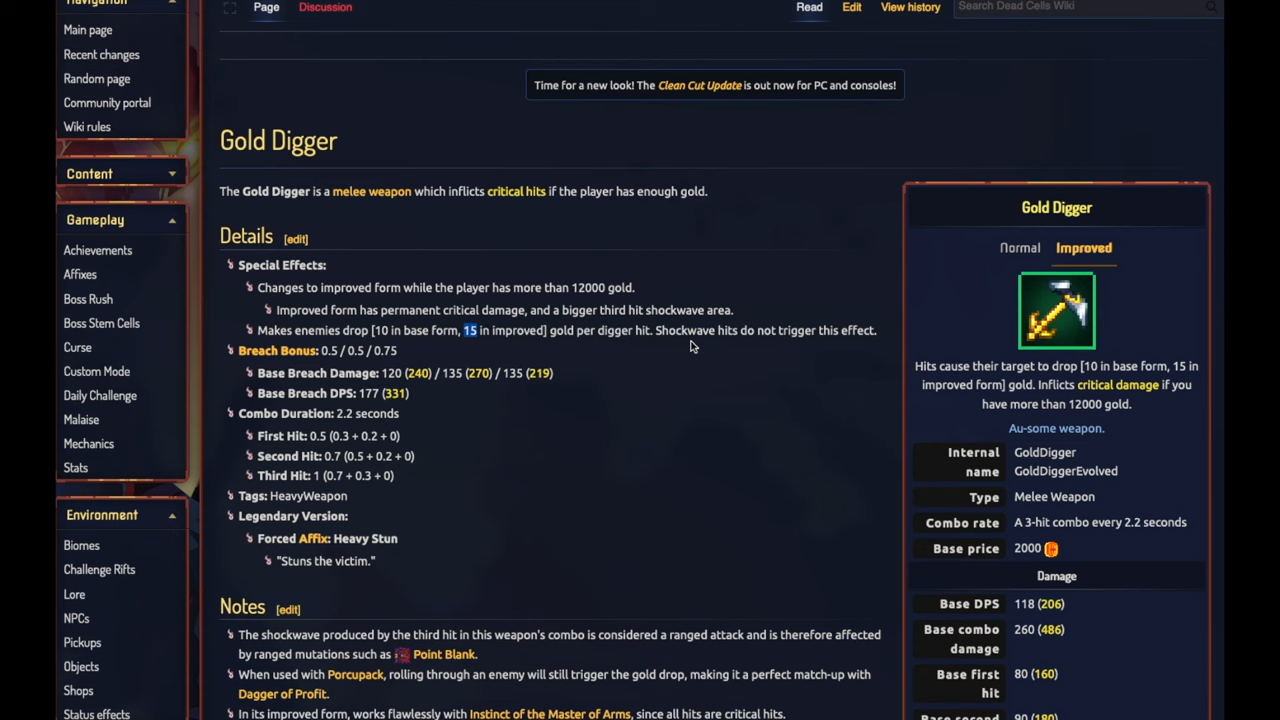 Navigation
Main page
Recent changes
Random page
Community portal
Wiki rules
Content
Gameplay
Achievements
Affixes
Boss Rush
Boss Stem Cells
Curse
Custom Mode
Daily Challenge
Malaise
Mechanics
Stats
Environment
Biomes
Challenge Rifts
Lore
NPCs
Pickups
Objects
Shops
Status effects
Page Discussion Read Edit View history Search Dead Cells Wiki
Time for a new look! The Clean Cut Update is out now for PC and consoles!
Gold Digger
The Gold Digger is a melee weapon which inflicts critical hits if the player has enough gold.
Details [edit]
Special Effects:
Changes to improved form while the player has more than 12000 gold.
Improved form has permanent critical damage, and a bigger third hit shockwave area.
Makes enemies drop [10 in base form, 15 in improved] gold per digger hit. Shockwave hits do not trigger this effect.
Breach Bonus: 0.5 / 0.5 / 0.75
Base Breach Damage: 120 (240) / 135 (270) / 135 (219)
Base Breach DPS: 177 (331)
Combo Duration: 2.2 seconds
First Hit: 0.5 (0.3 + 0.2 + 0)
Second Hit: 0.7 (0.5 + 0.2 + 0)
Third Hit: 1 (0.7 + 0.3 + 0)
Tags: HeavyWeapon
Legendary Version:
Forced Affix: Heavy Stun
"Stuns the victim."
Notes [edit]
The shockwave produced by the third hit in this weapon's combo is considered a ranged attack and is therefore affected
by ranged mutations such as Point Blank.
When used with Porcupack, rolling through an enemy will still trigger the gold drop, making it a perfect match-up with
Dagger of Profit.
In its improved form, works flawlessly with Instinct of the Master of Arms, since all hits are critical hits.
Gold Digger
Normal Improved
Hits cause their target to drop [10 in base form, 15 in
improved form] gold. Inflicts critical damage if you
have more than 12000 gold.
Au-some weapon.
Internal name GoldDigger
GoldDiggerEvolved
Type Melee Weapon
Combo rate A 3-hit combo every 2.2 seconds
Base price 2000
Damage
Base DPS 118 (206)
Base combo damage 260 (486)
Base first hit 80 (160)
Base second 90 (180)